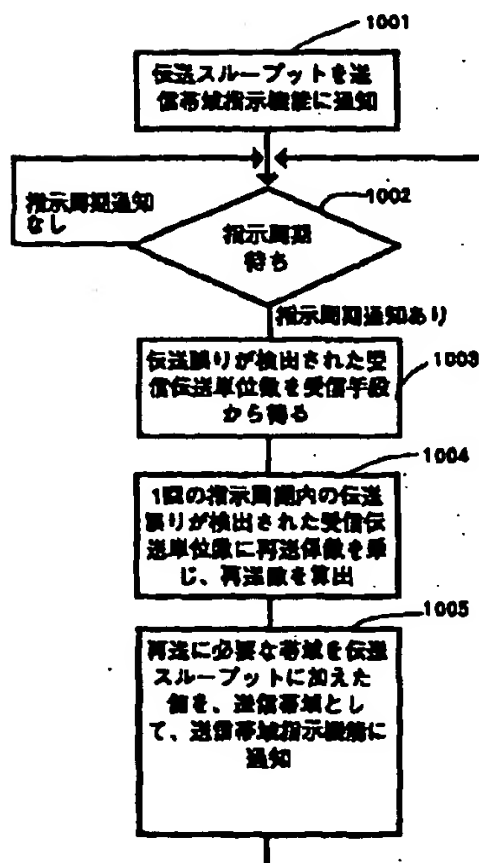 1001
伝送スループットを送
信帯域指示機能に通知
指示周期通知
なし
1002
指示周期
待ち
指示周期通知あり
1003
伝送誤りが検出された受
信伝送単位数を受信手段
から得る
1004
1回の指示周期内の伝送
誤りが検出された受信伝
送単位数に再送係数を乗
じ、再送数を算出
1005
再送に必要な帯域を伝送
スループットに加えた
値を、送信帯域とし
て、送信帯域指示機能に
通知